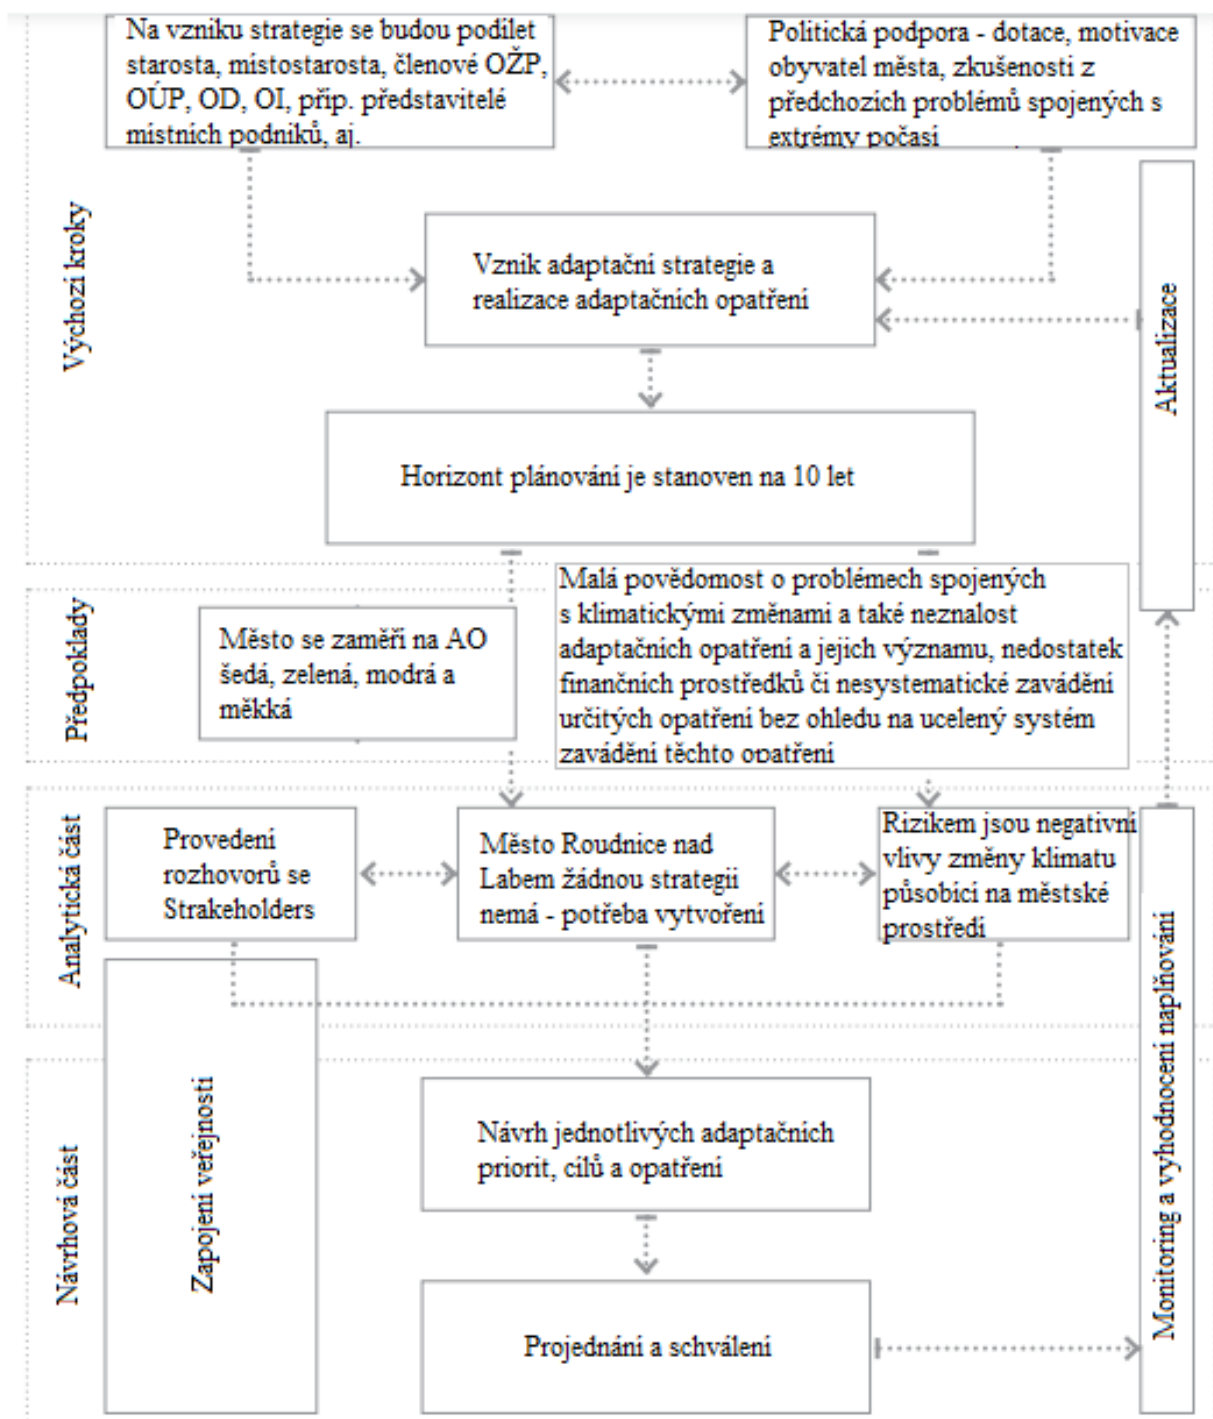 Na vzniku strategie se budou podílet
starosta, místostarosta, členové OŽP,
OÚP, OD, OI, příp. představitelé
místních podniků, aj.
Politická podpora - dotace, motivace
obyvatel města, zkušenosti z
předchozích problémů spojených s
extrémy počasí
Výchozí kroky
Vznik adaptační strategie a
realizace adaptačních opatření
Aktualizace
Horizont plánování je stanoven na 10 let
Předpoklady
Město se zaměří na AO
šedá, zelená, modrá a
měkká
Malá povědomost o problémech spojených
s klimatickými změnami a také neznalost
adaptačních opatření a jejich významu, nedostatek
finančních prostředků či nesystematické zavádění
určitých opatření bez ohledu na ucelený systém
zavádění těchto opatření
Analytická část
Provedení
rozhovorů se
Strakeholders
Město Roudnice nad
Labem žádnou strategii
nemá - potřeba vytvoření
Rizikem jsou negativní
vlivy změny klimatu
působící na městské
prostředí
Monitoring a vyhodnocení naplňování
Návrhová část
Zapojení veřejnosti
Návrh jednotlivých adaptačních
priorit, cílů a opatření
Projednání a schválení